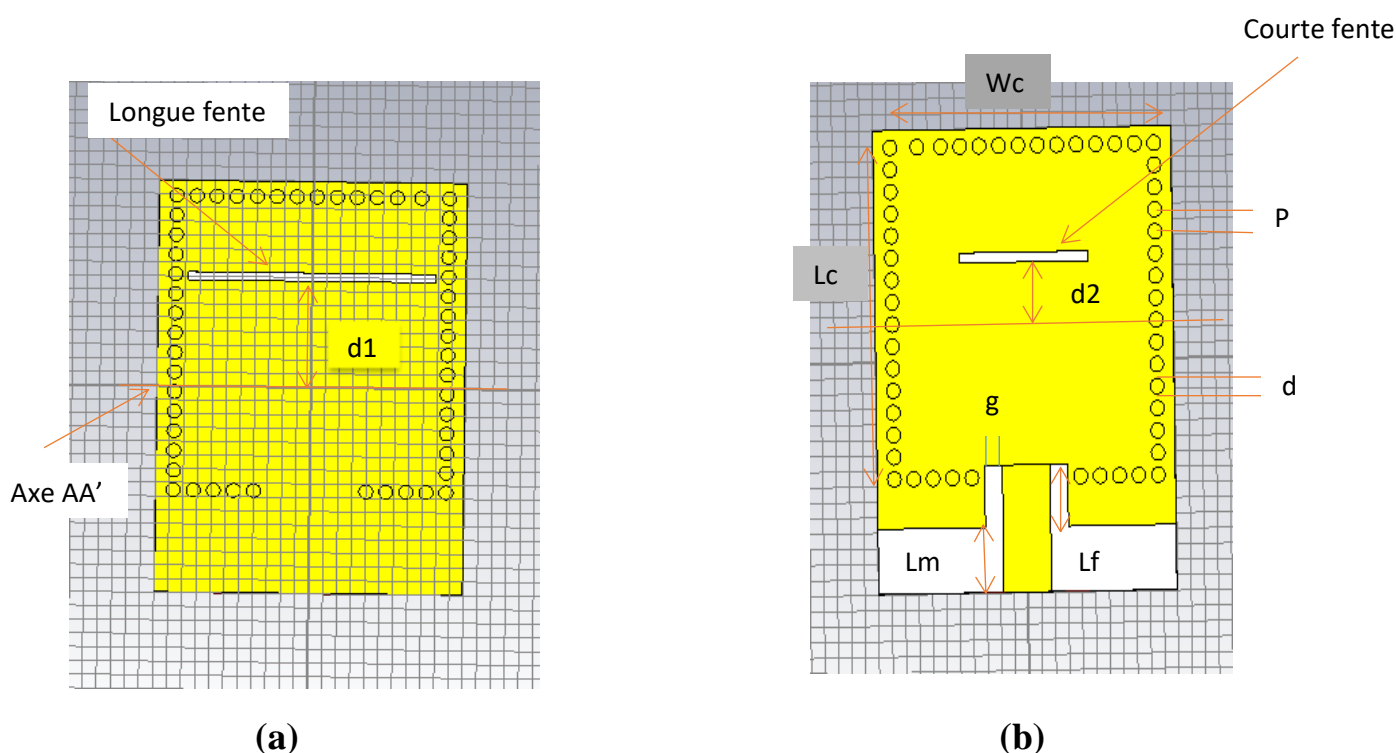 Courte fente
Wc
Longue fente
P
Lc
d2
d1
d
g
Axe AA’
Lm
Lf
(a)
(b)